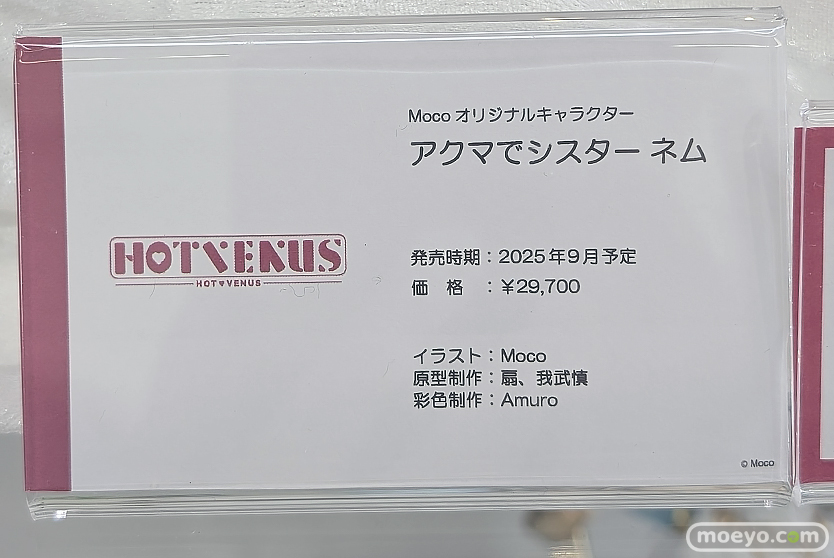 Moco オリジナルキャラクター
アクマでシスター ネム
HOT♥VENUS
HOT♥VENUS
発売時期：2025年9月予定
価　格　：￥29,700
イラスト：Moco
原型制作：扇、我武慎
彩色制作：Amuro
© Moco
moeyo.com